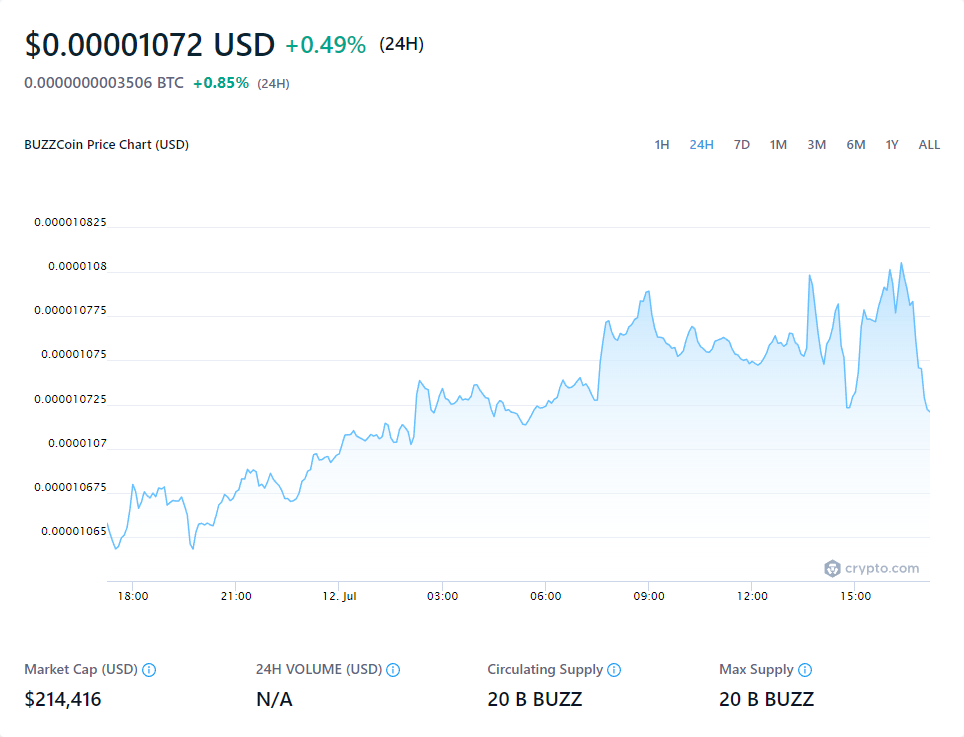 $0.00001072 USD +0.49% (24H)
0.0000000003506 BTC +0.85% (24H)
BUZZCoin Price Chart (USD) 1H 24H 7D 1M 3M 6M 1Y ALL
0.000010825
0.0000108
0.000010775
0.00001075
0.000010725
0.0000107
0.000010675
0.00001065
crypto.com
18:00 21:00 12. Jul 03:00 06:00 09:00 12:00 15:00
Market Cap (USD) 24H VOLUME (USD) Circulating Supply Max Supply
$214,416 N/A 20 B BUZZ 20 B BUZZ